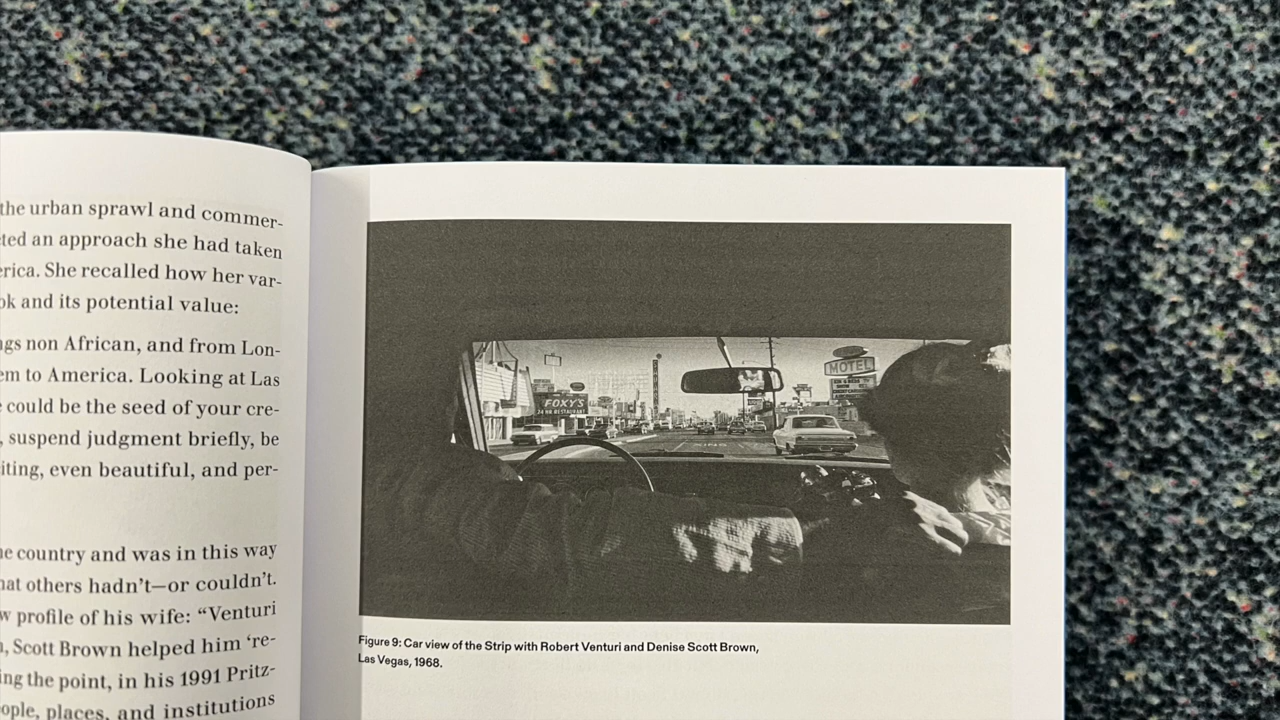 the urban sprawl and commer-
ted an approach she had taken
erica. She recalled how her var-
ok and its potential value:
ngs non African, and from Lon-
em to America. Looking at Las
could be the seed of your cre-
, suspend judgment briefly, be
iting, even beautiful, and per-
he country and was in this way
hat others hadn't—or couldn't.
w profile of his wife: “Venturi
n, Scott Brown helped him ‘re-
ing the point, in his 1991 Pritz-
ople, places, and institutions
FOXY'S
24 HR RESTAURANT
MOTEL
Figure 9: Car view of the Strip with Robert Venturi and Denise Scott Brown,
Las Vegas, 1968.